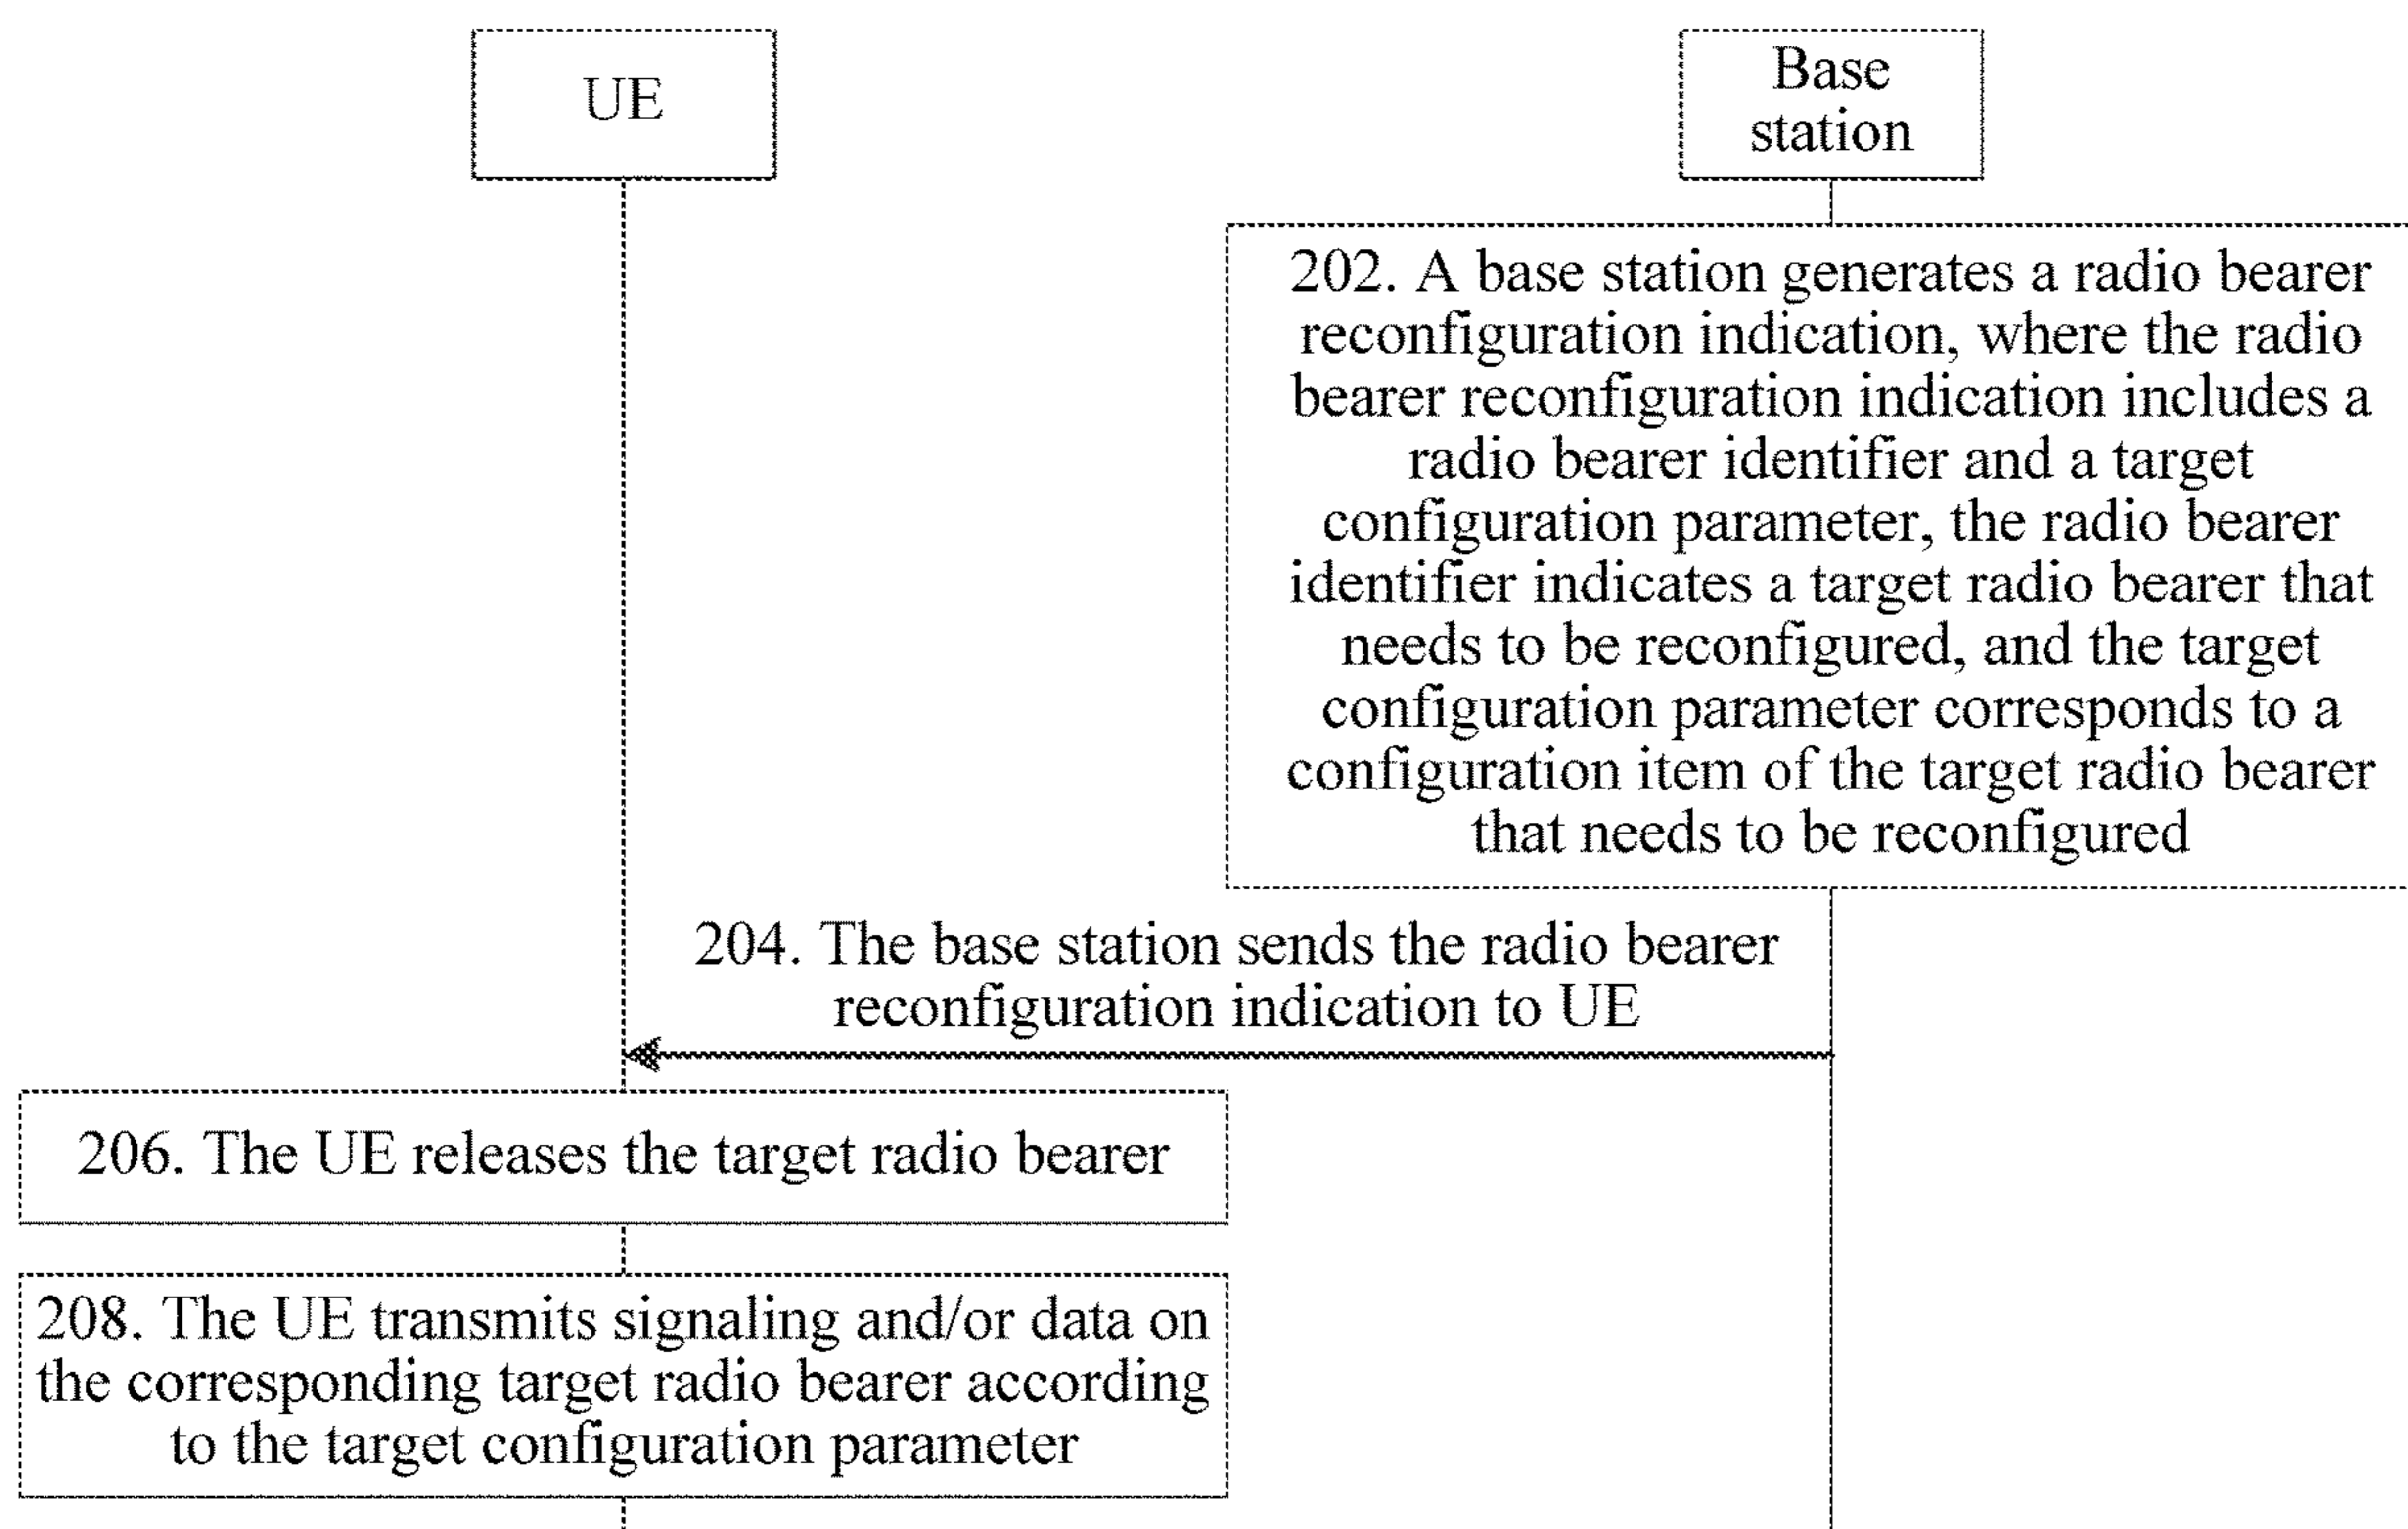 UE
Base
station
202. A base station generates a radio bearer
reconfiguration indication, where the radio
bearer reconfiguration indication includes a
radio bearer identifier and a target
configuration parameter, the radio bearer
identifier indicates a target radio bearer that
needs to be reconfigured, and the target
configuration parameter corresponds to a
configuration item of the target radio bearer
that needs to be reconfigured
204. The base station sends the radio bearer
reconfiguration indication to UE
206. The UE releases the target radio bearer
208. The UE transmits signaling and/or data on
the corresponding target radio bearer according
to the target configuration parameter